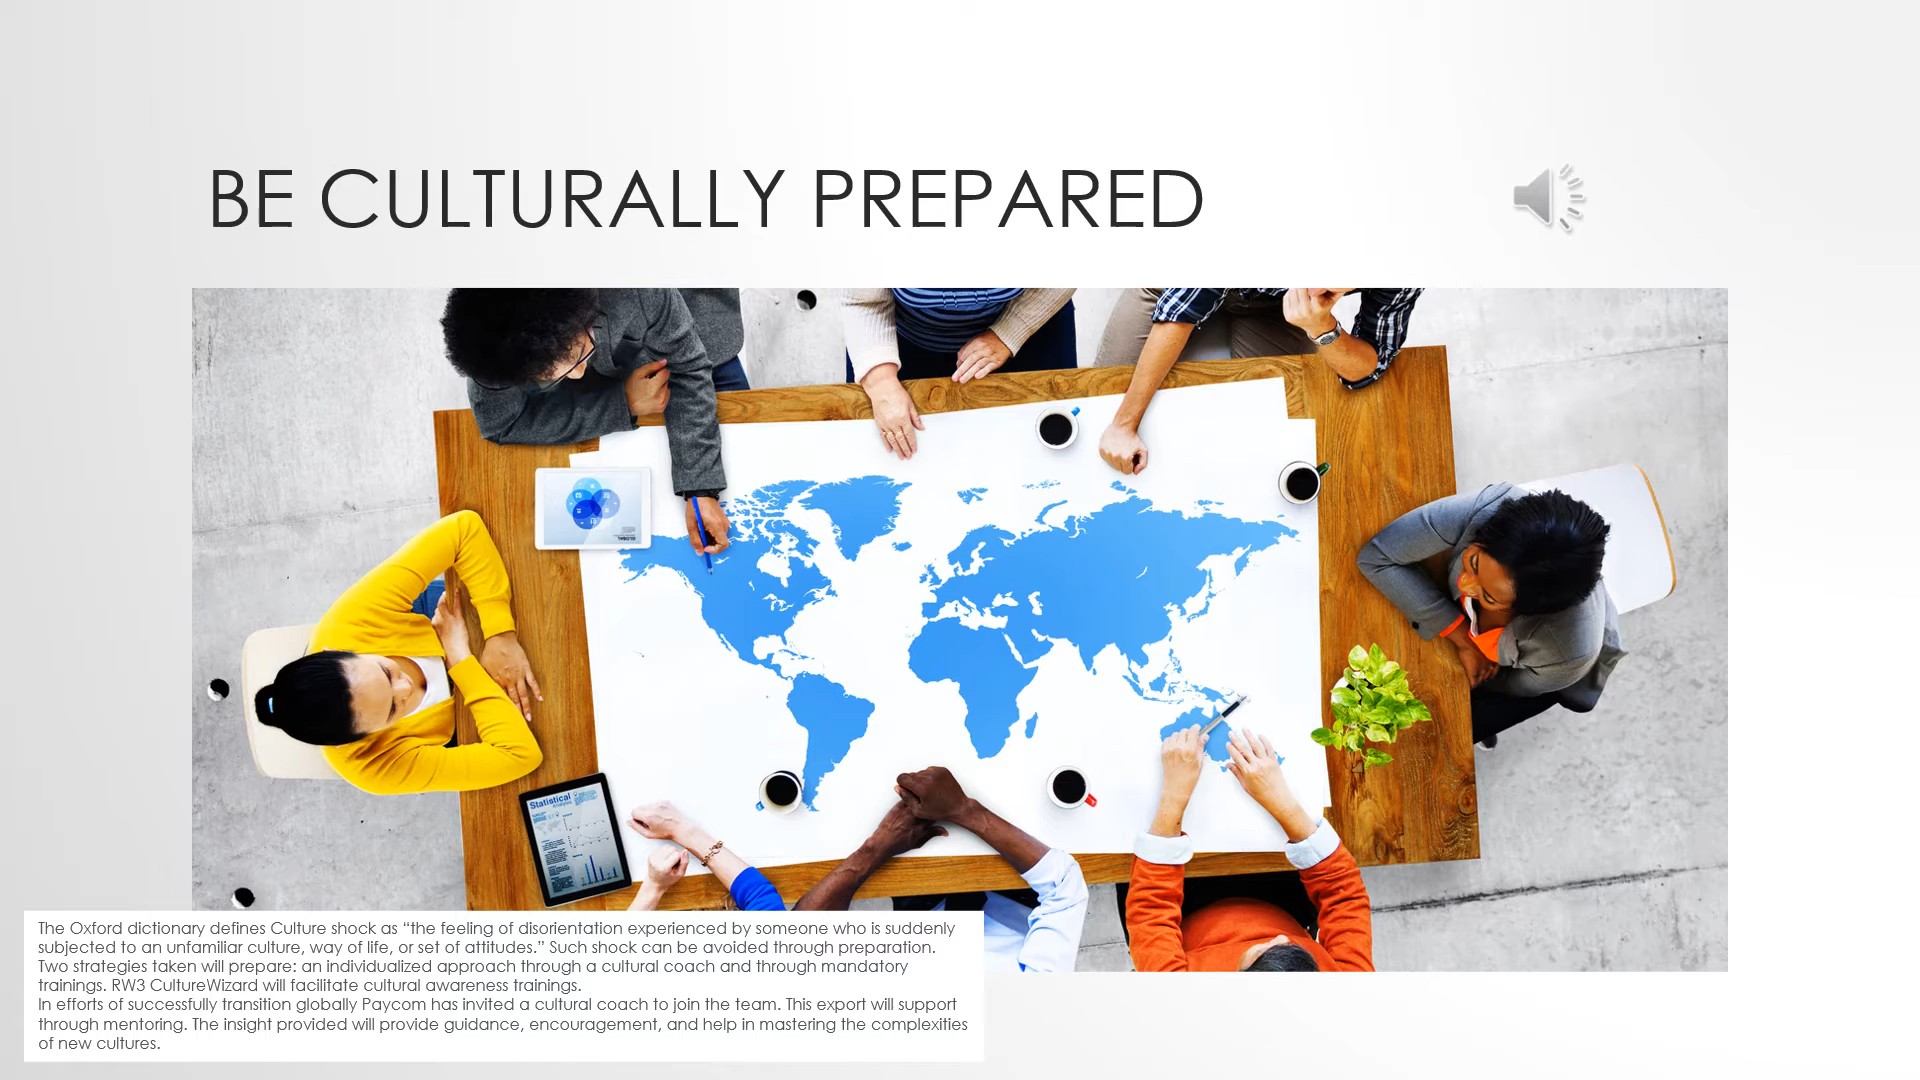 BE CULTURALLY PREPARED
GLOBAL
Statistical
Analysis
The Oxford dictionary defines Culture shock as “the feeling of disorientation experienced by someone who is suddenly
subjected to an unfamiliar culture, way of life, or set of attitudes.” Such shock can be avoided through preparation.
Two strategies taken will prepare: an individualized approach through a cultural coach and through mandatory
trainings. RW3 CultureWizard will facilitate cultural awareness trainings.
In efforts of successfully transition globally Paycom has invited a cultural coach to join the team. This export will support
through mentoring. The insight provided will provide guidance, encouragement, and help in mastering the complexities
of new cultures.